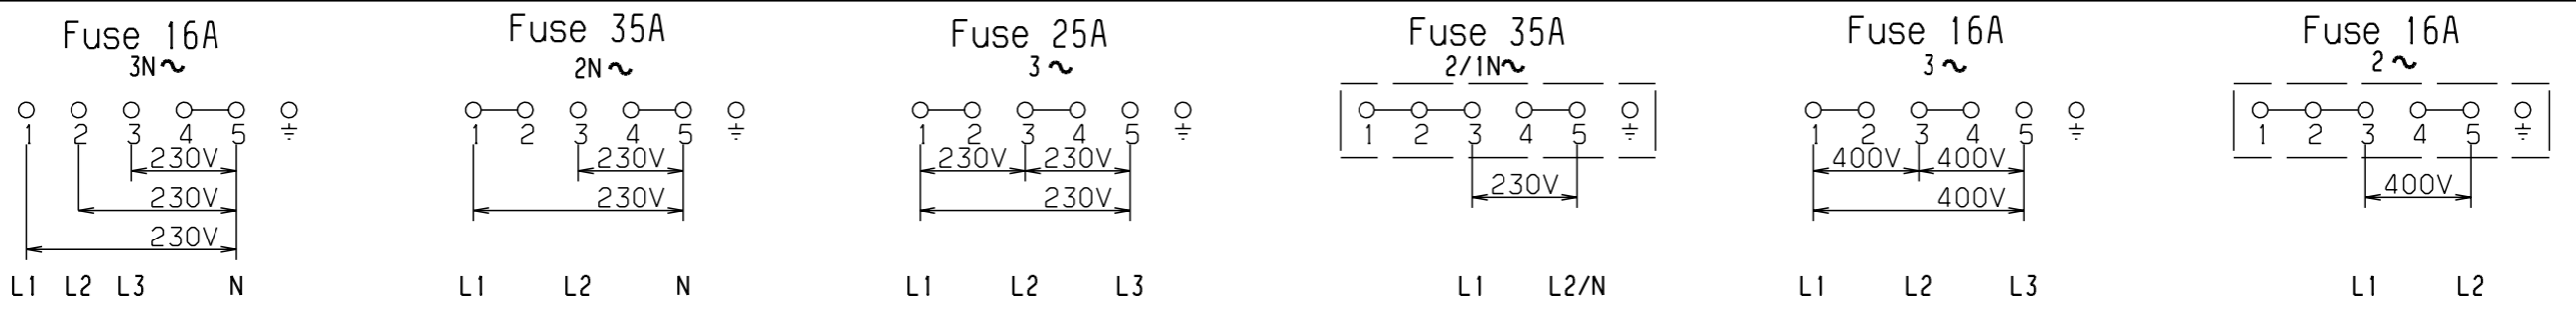 Fuse 16A
3N~
1 2 3 4 5
230V
230V
230V
L1 L2 L3 N
Fuse 35A
2N~
1 2 3 4 5
230V
230V
L1 L2 N
Fuse 25A
3~
1 2 3 4 5
230V 230V
230V
L1 L2 L3
Fuse 35A
2/1N~
1 2 3 4 5
230V
L1 L2/N
Fuse 16A
3~
1 2 3 4 5
400V 400V
400V
L1 L2 L3
Fuse 16A
2~
1 2 3 4 5
400V
L1 L2